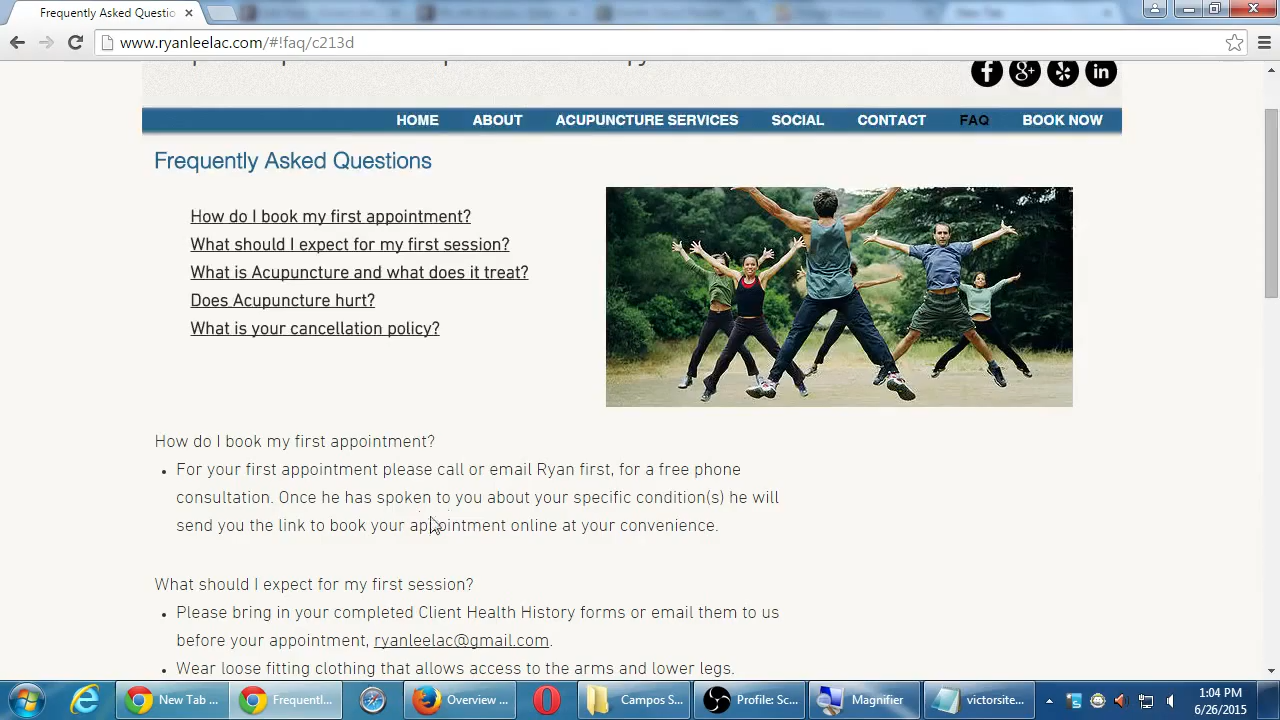 Frequently Asked Questio
New Tab
www.ryanleelac.com/#!faq/c213d
HOME ABOUT ACUPUNCTURE SERVICES SOCIAL CONTACT FAQ BOOK NOW
Frequently Asked Questions
How do I book my first appointment?
What should I expect for my first session?
What is Acupuncture and what does it treat?
Does Acupuncture hurt?
What is your cancellation policy?
How do I book my first appointment?
• For your first appointment please call or email Ryan first, for a free phone
consultation. Once he has spoken to you about your specific condition(s) he will
send you the link to book your appointment online at your convenience.
What should I expect for my first session?
• Please bring in your completed Client Health History forms or email them to us
before your appointment, ryanleelac@gmail.com.
• Wear loose fitting clothing that allows access to the arms and lower legs.
New Tab ... Frequentl... Overview ... Campos S... Profile: Sc... Magnifier victorsite... 1:04 PM
6/26/2015